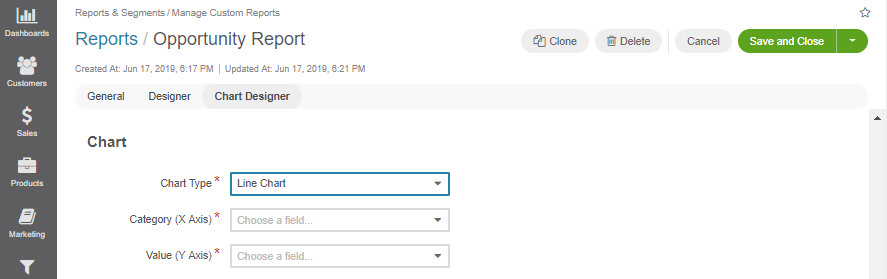 Dashboards
Customers
Sales
Products
Marketing
Reports & Segments / Manage Custom Reports
Reports / Opportunity Report
Clone
Delete
Cancel
Save and Close
Created At: Jun 17, 2019, 6:17 PM | Updated At: Jun 17, 2019, 6:21 PM
General Designer Chart Designer
Chart
Chart Type * Line Chart
Category (X Axis) * Choose a field...
Value (Y Axis) * Choose a field...